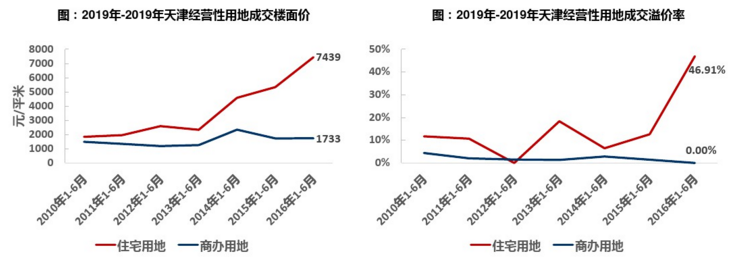 图：2019年-2019年天津经营性用地成交楼面价
元/平米
8000
7000
6000
5000
4000
3000
2000
1000
0
7439
1733
2010年1-6月
2011年1-6月
2012年1-6月
2013年1-6月
2014年1-6月
2015年1-6月
2016年1-6月
住宅用地
商办用地
图：2019年-2019年天津经营性用地成交溢价率
50%
40%
30%
20%
10%
0%
46.91%
0.00%
2010年1-6月
2011年1-6月
2012年1-6月
2013年1-6月
2014年1-6月
2015年1-6月
2016年1-6月
住宅用地
商办用地